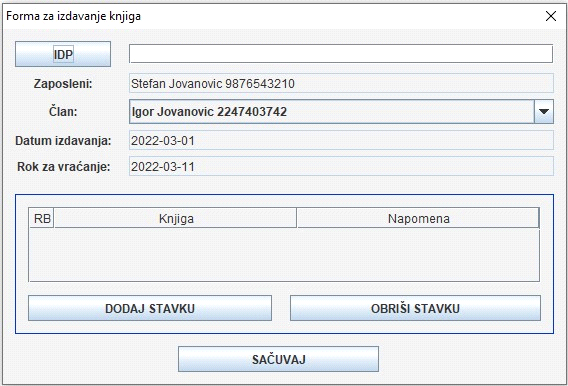 Forma za izdavanje knjiga
IDP
Zaposleni: Stefan Jovanovic 9876543210
Član: Igor Jovanovic 2247403742
Datum izdavanja: 2022-03-01
Rok za vraćanje: 2022-03-11
RB Knjiga Napomena
DODAJ STAVKU OBRIŠI STAVKU
SAČUVAJ